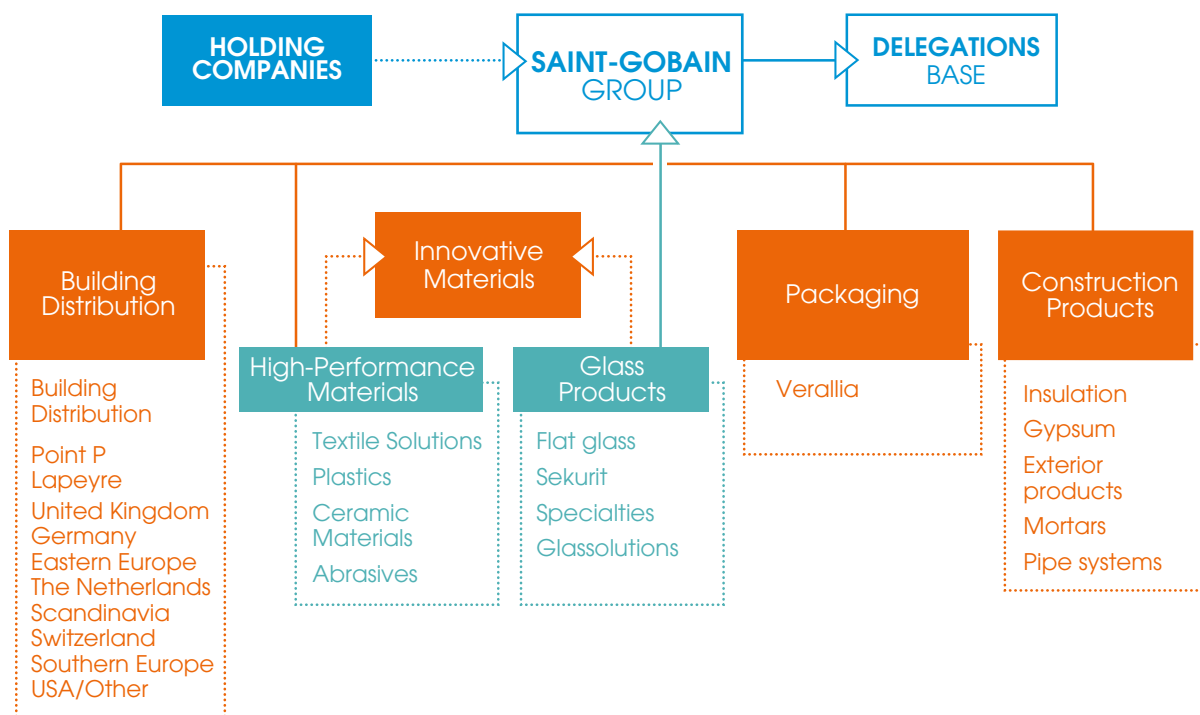 HOLDING
COMPANIES
SAINT-GOBAIN
GROUP
DELEGATIONS
BASE
Building
Distribution
Building
Distribution
Point P
Lapeyre
United Kingdom
Germany
Eastern Europe
The Netherlands
Scandinavia
Switzerland
Southern Europe
USA/Other
Innovative
Materials
High-Performance
Materials
Textile Solutions
Plastics
Ceramic
Materials
Abrasives
Glass
Products
Flat glass
Sekurit
Specialties
Glassolutions
Packaging
Verallia
Construction
Products
Insulation
Gypsum
Exterior
products
Mortars
Pipe systems